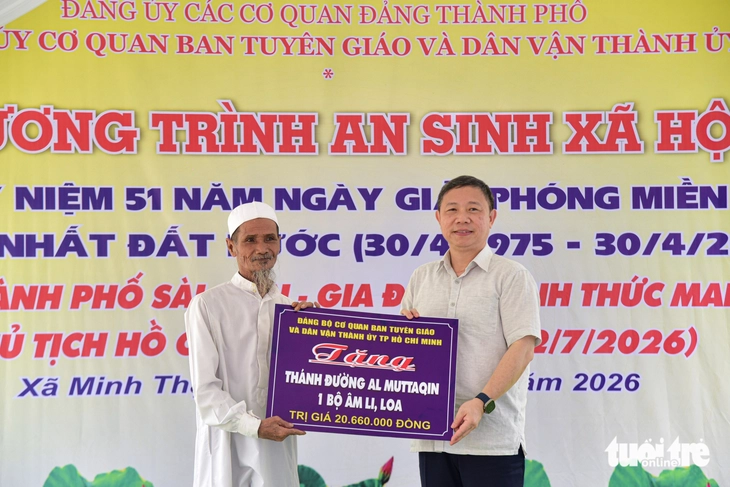 ĐẢNG ỦY CÁC CƠ QUAN ĐẢNG THÀNH PHỐ
ỦY CƠ QUAN BAN TUYÊN GIÁO VÀ DÂN VẬN THÀNH ỦY
*
ƯƠNG TRÌNH AN SINH XÃ HỘ
NIỆM 51 NĂM NGÀY GIẢ PHÓNG MIỀN
NHẤT ĐẤT NƯỚC (30/4 975 - 30/4/2
ÀNH PHỐ SÀI - GIA Đ NH THỨC MA
Ủ TỊCH HỒ 2/7/2026)
Xã Minh Th ăm 2026
ĐẢNG BỘ CƠ QUAN BAN TUYÊN GIÁO
VÀ DÂN VẬN THÀNH ỦY TP HỒ CHÍ MINH
Tặng
THÁNH ĐƯỜNG AL MUTTAQIN
1 BỘ ÂM LI, LOA
TRỊ GIÁ 20.660.000 ĐỒNG
tuổi trẻ
online